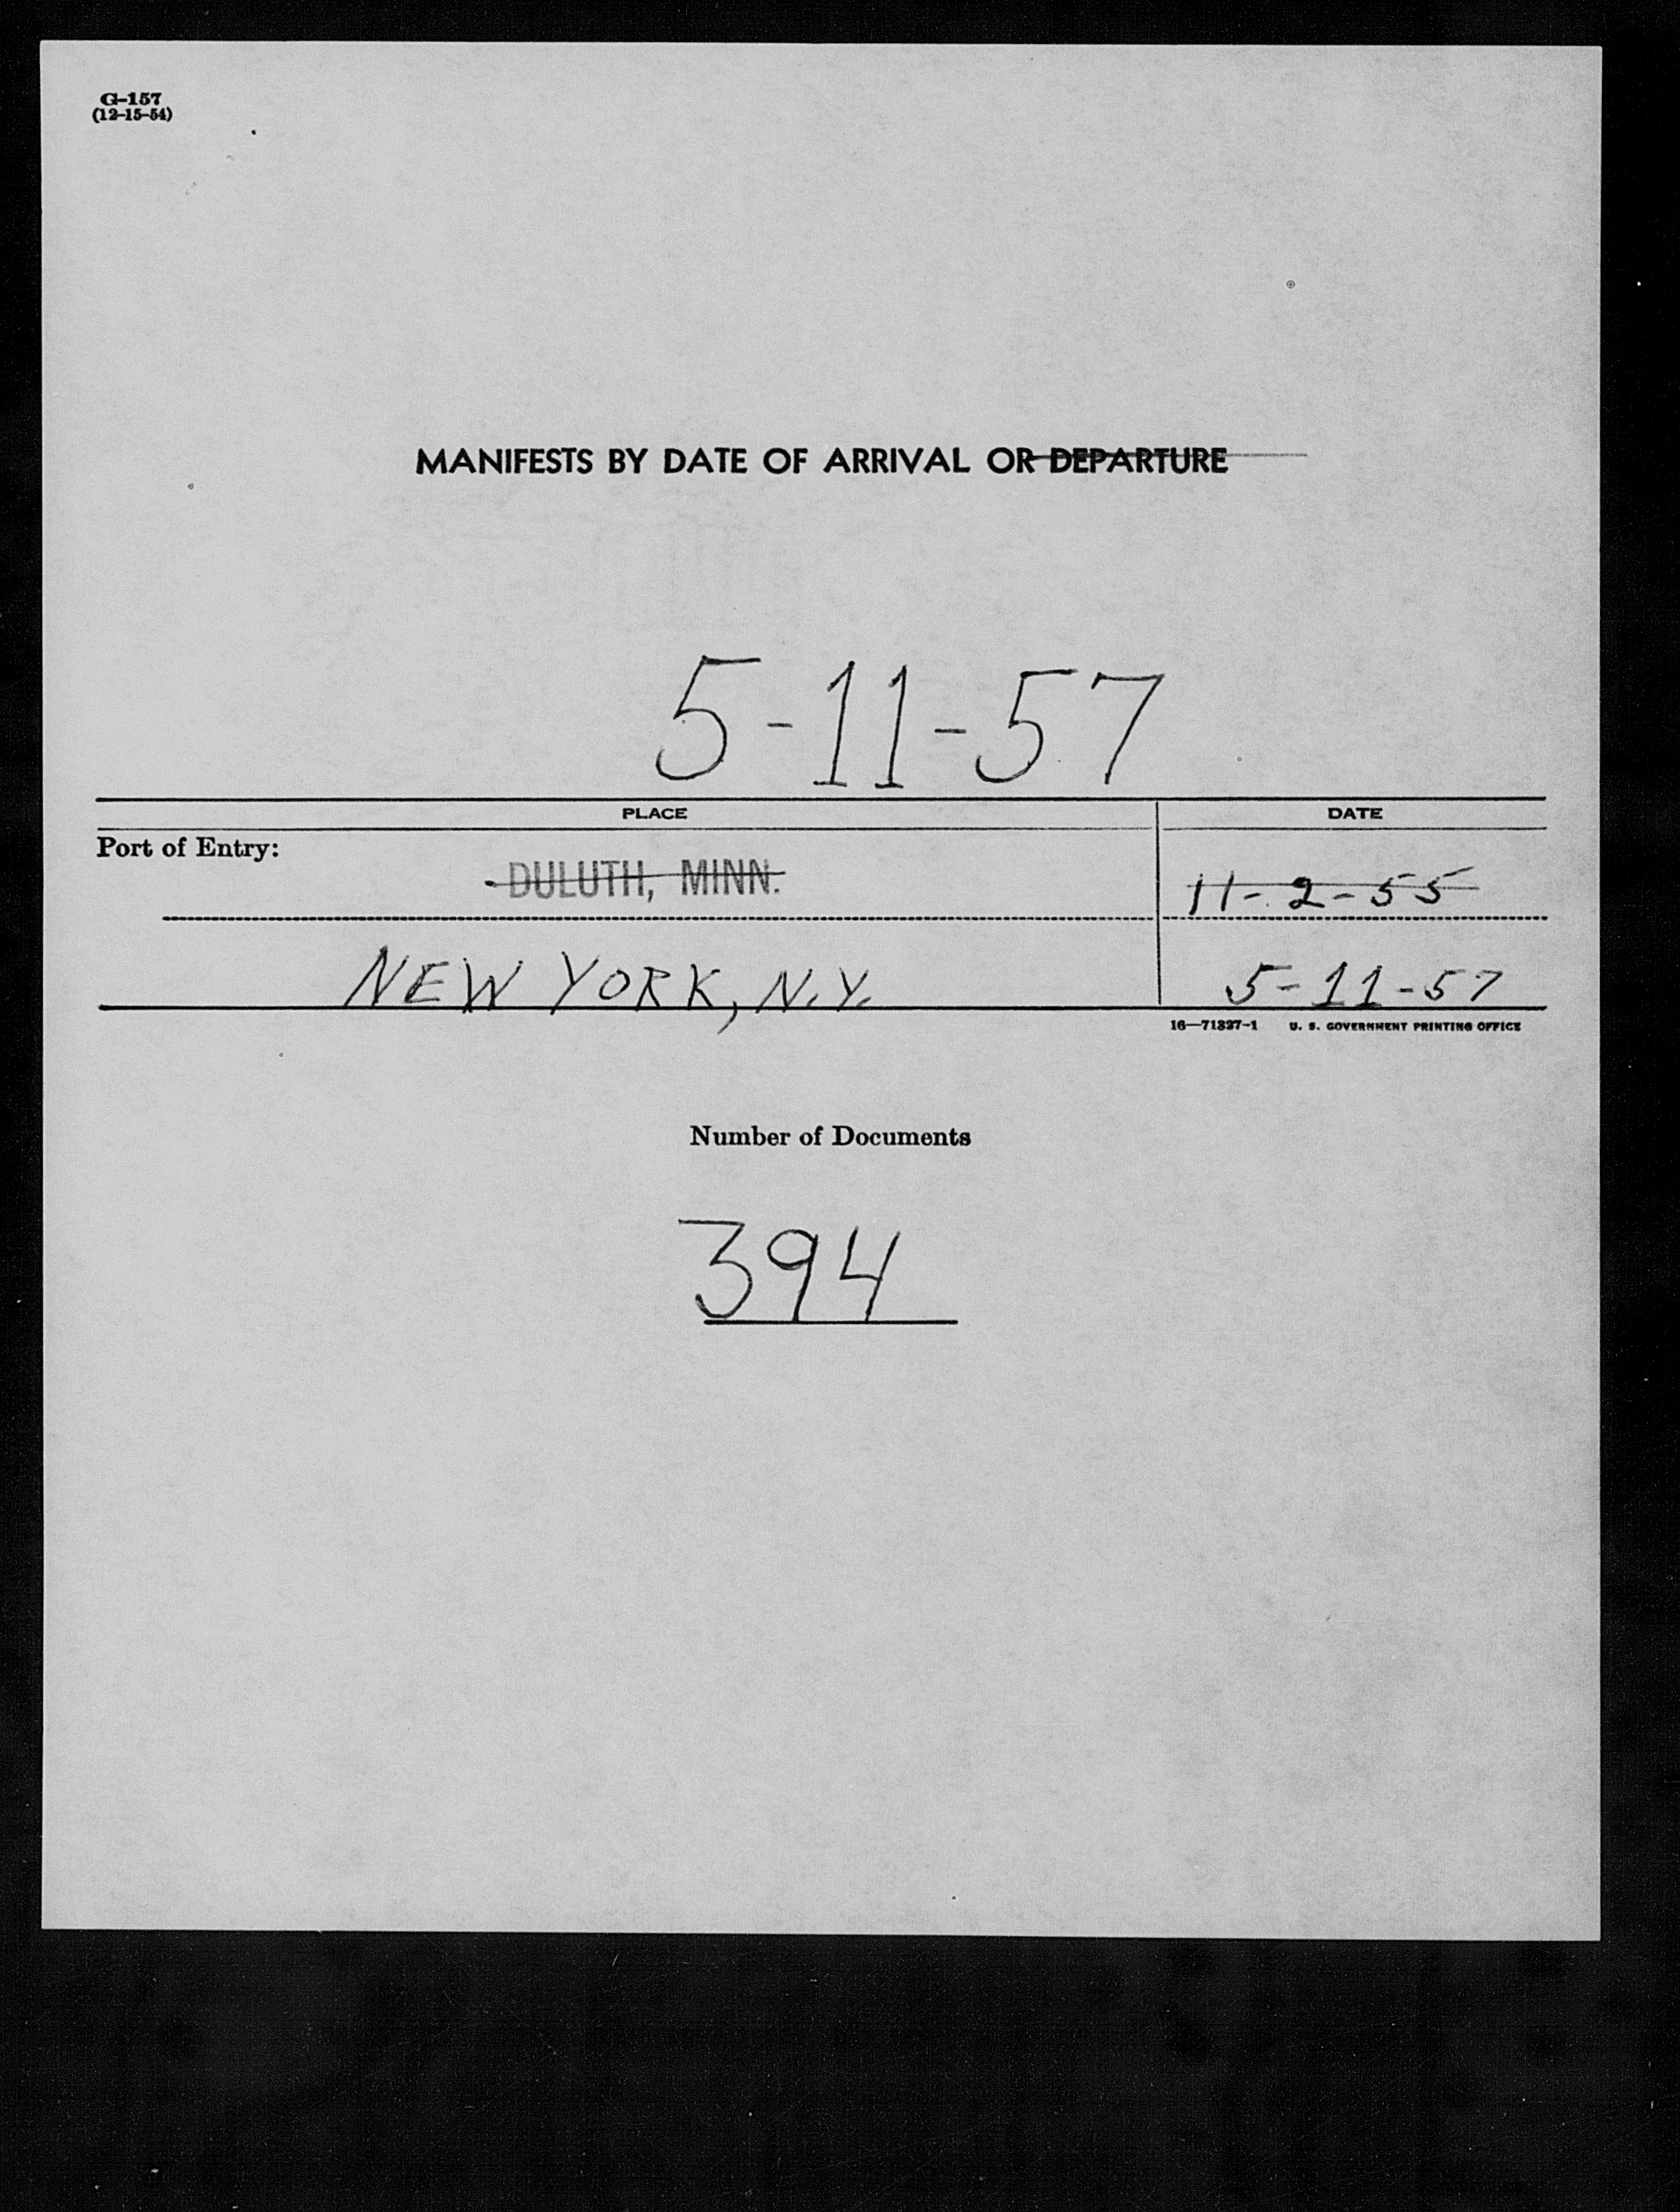 G-157
(12-15-54)
MANIFESTS BY DATE OF ARRIVAL OR DEPARTURE
5-11-57
PLACE DATE
Port of Entry:
DULUTH, MINN. 11-2-55
NEW YORK, N.Y. 5-11-57
16—71327-1 U. S. GOVERNMENT PRINTING OFFICE
Number of Documents
394